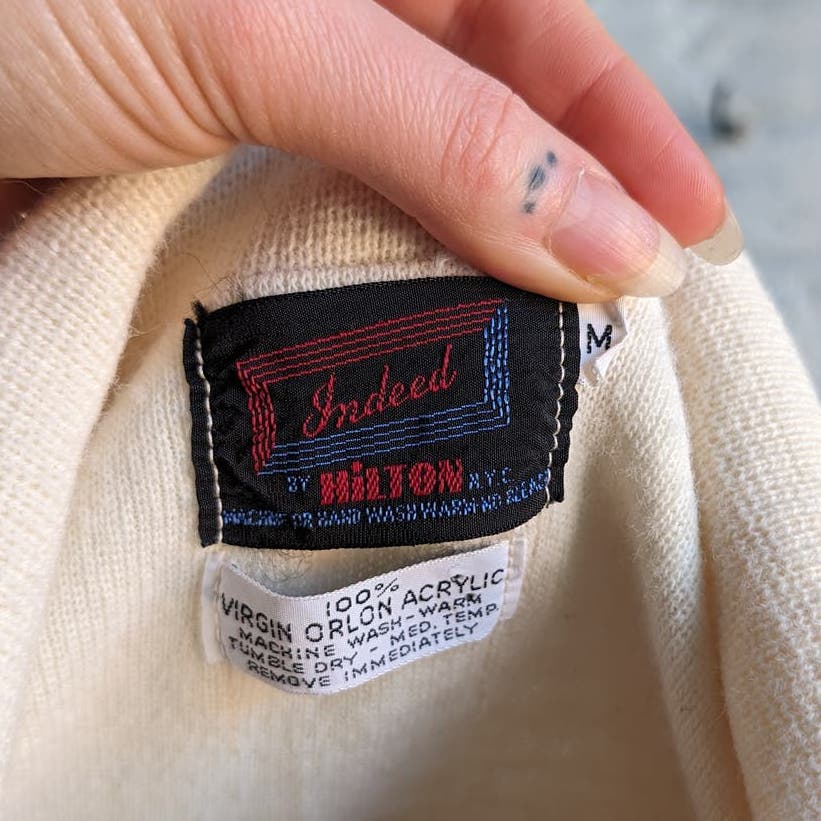 Indeed
BY HiLTON N.Y.C.
OR HAND WASH WARM NO BLEACH
M
100%
VIRGIN ORLON ACRYLIC
MACHINE WASH-WARM
TUMBLE DRY - MED. TEMP.
REMOVE IMMEDIATELY